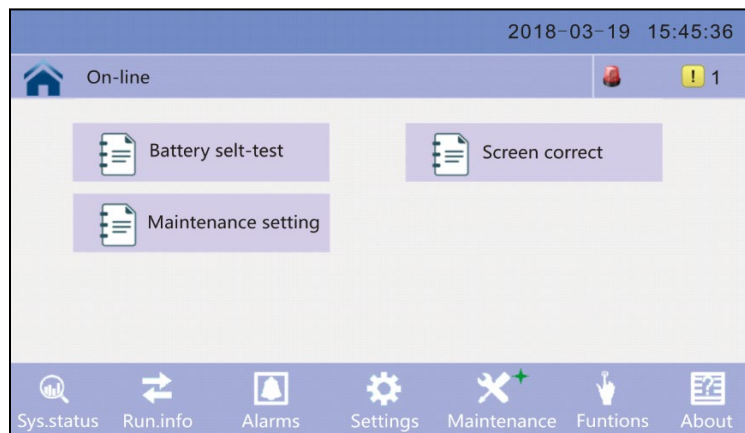 2018-03-19 15:45:36
On-line ! 1
Battery selt-test Screen correct
Maintenance setting
Sys.status Run.info Alarms Settings Maintenance Funtions About